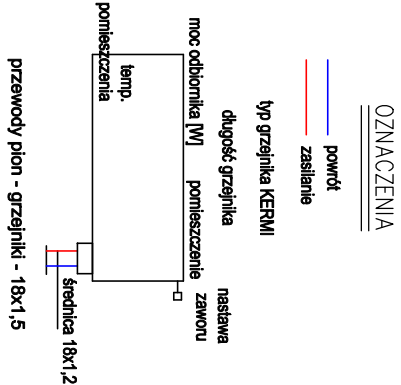 OZNACZENIA
powrót
zasilanie
typ grzejnika KERMI
długość grzejnika
nastawa
zaworu
moc odbiornika [W]
pomieszczenie
temp.
pomieszczenia
średnica 18x1,2
przewody pion - grzejniki - 18x1,5